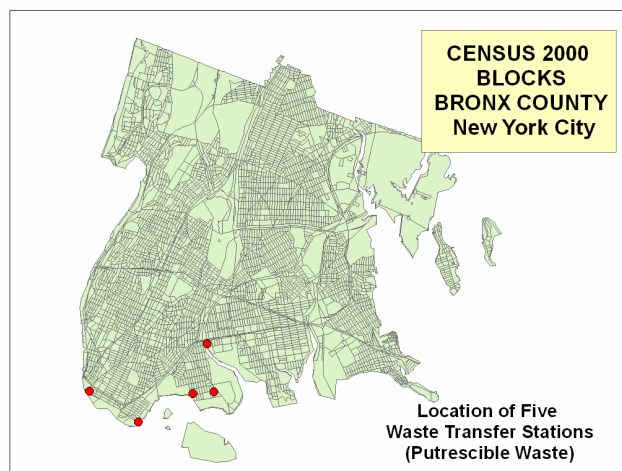 CENSUS 2000
BLOCKS
BRONX COUNTY
New York City
Location of Five
Waste Transfer Stations
(Putrescible Waste)